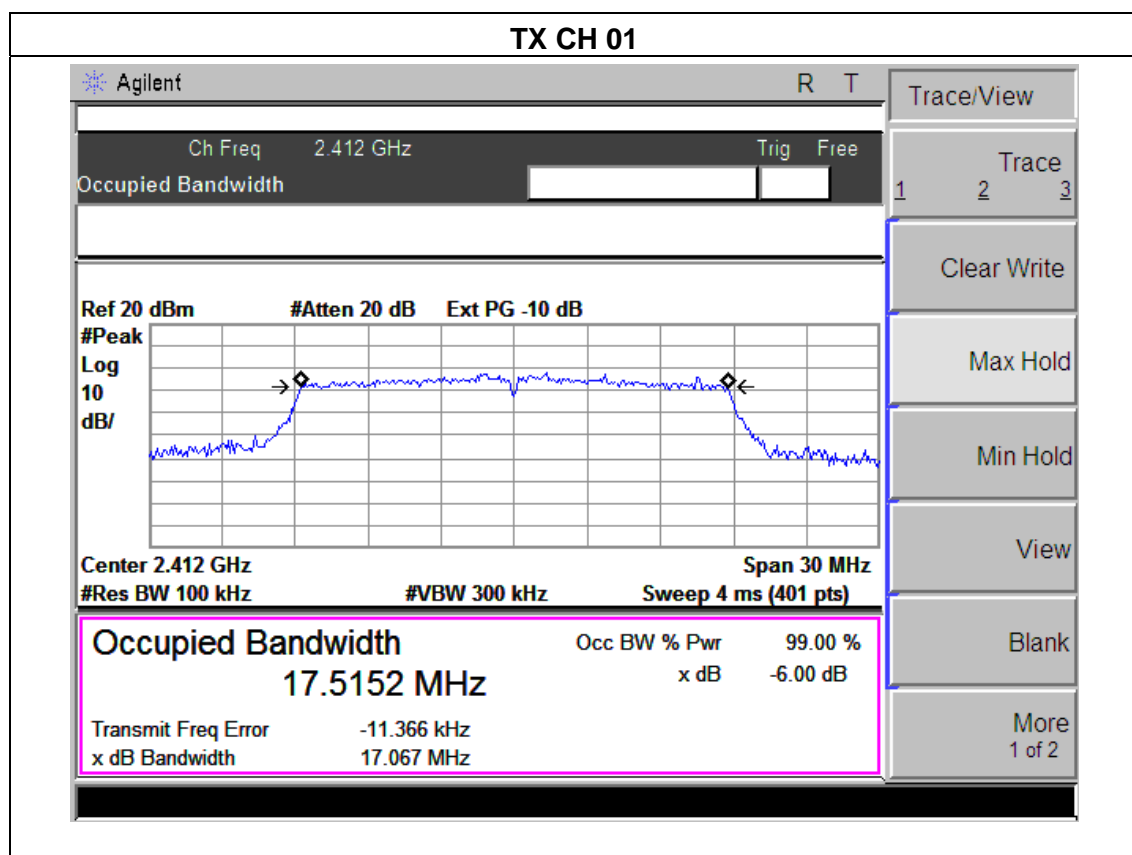 TX CH 01
Agilent R T
Trace/View
Ch Freq 2.412 GHz Trig Free
Occupied Bandwidth
Trace
1 2 3
Clear Write
Ref 20 dBm #Atten 20 dB Ext PG -10 dB
#Peak
Log
10
dB/
Max Hold
Min Hold
View
Center 2.412 GHz Span 30 MHz
#Res BW 100 kHz #VBW 300 kHz Sweep 4 ms (401 pts)
Occupied Bandwidth Occ BW % Pwr 99.00 %
17.5152 MHz x dB -6.00 dB
Blank
Transmit Freq Error -11.366 kHz
x dB Bandwidth 17.067 MHz
More
1 of 2